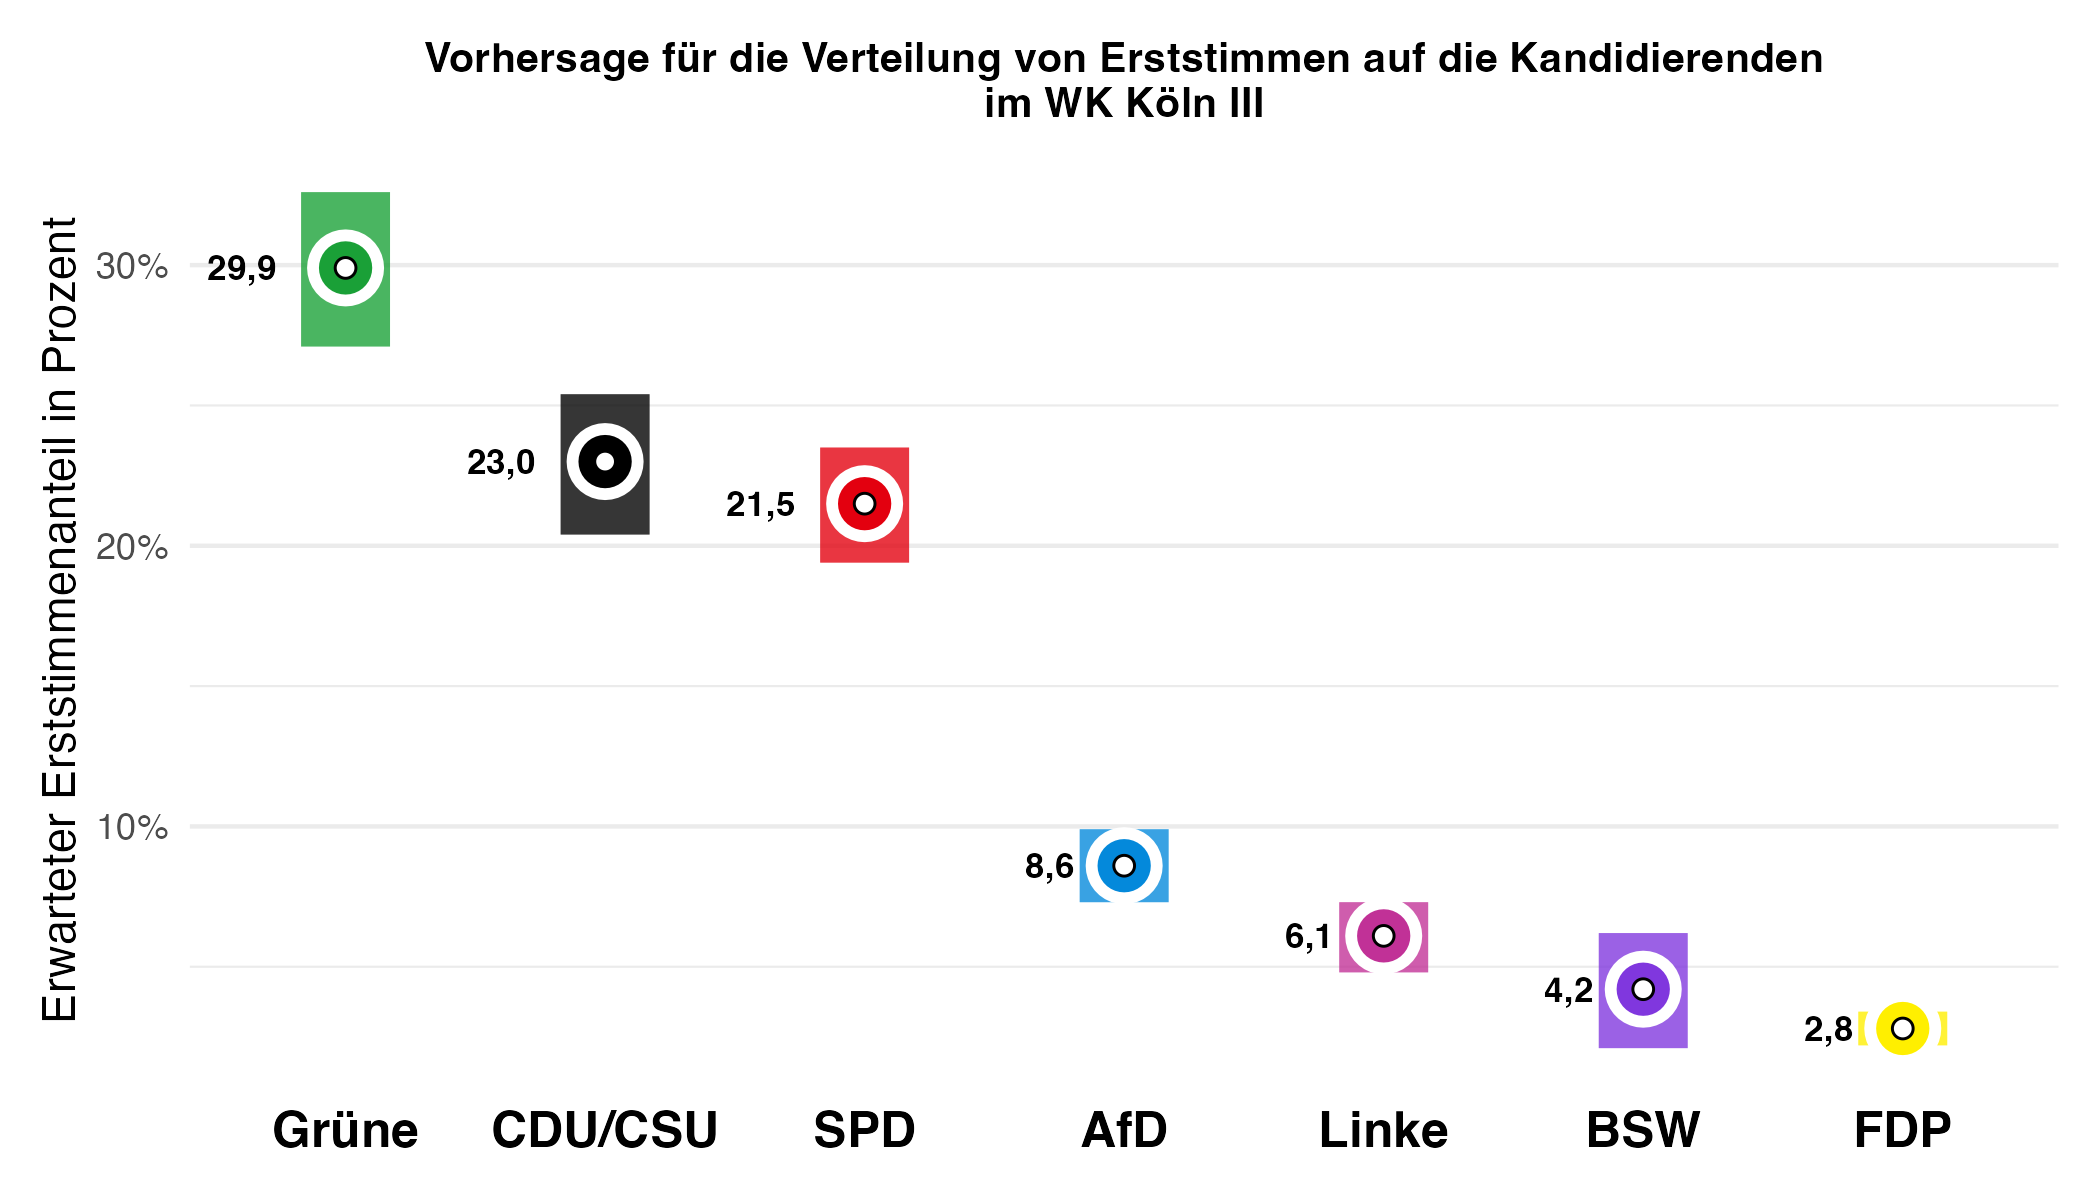 Vorhersage für die Verteilung von Erststimmen auf die Kandidierenden
im WK Köln III
Erwarteter Erststimmenanteil in Prozent
30%
20%
10%
29,9
23,0
21,5
8,6
6,1
4,2
2,8
Grüne
CDU/CSU
SPD
AfD
Linke
BSW
FDP